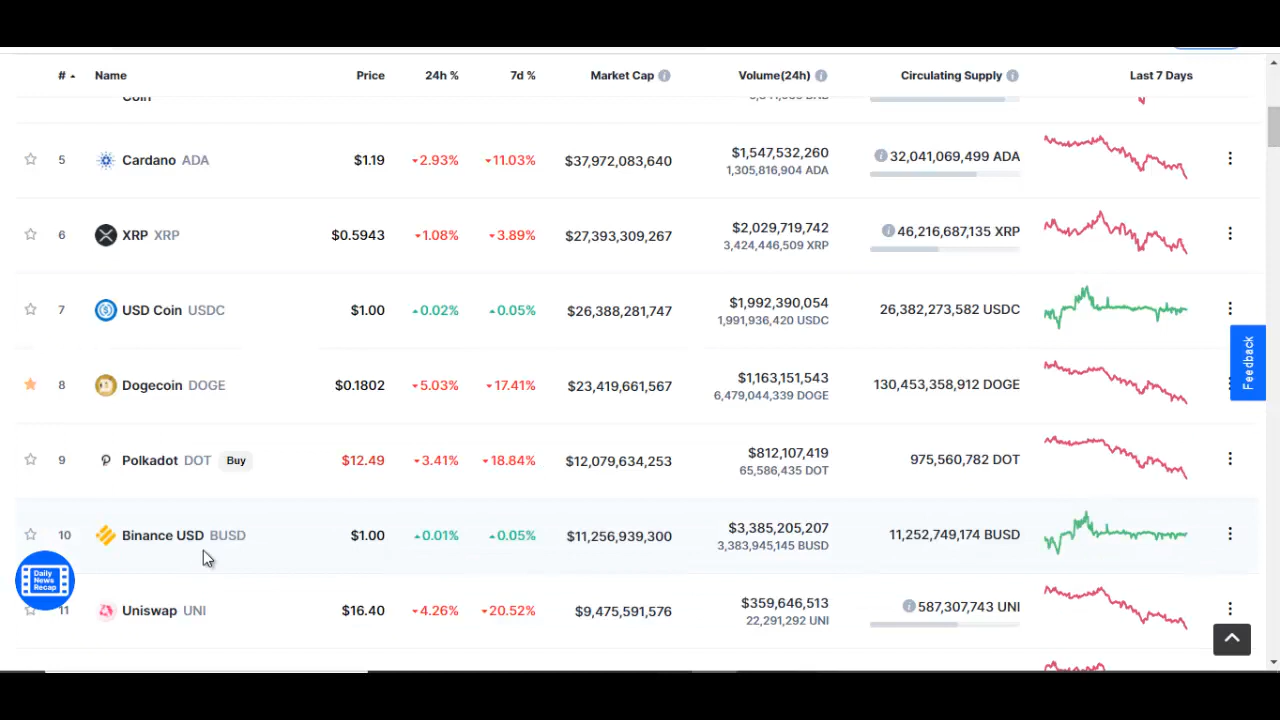 # Name Price 24h % 7d % Market Cap Volume(24h) Circulating Supply Last 7 Days
Coin
5 Cardano ADA $1.19 2.93% 11.03% $37,972,083,640 $1,547,532,260 32,041,069,499 ADA
1,305,816,904 ADA
6 XRP XRP $0.5943 1.08% 3.89% $27,393,309,267 $2,029,719,742 46,216,687,135 XRP
3,424,446,509 XRP
7 USD Coin USDC $1.00 0.02% 0.05% $26,388,281,747 $1,992,390,054 26,382,273,582 USDC
1,991,936,420 USDC
Feedback
8 Dogecoin DOGE $0.1802 5.03% 17.41% $23,419,661,567 $1,163,151,543 130,453,358,912 DOGE
6,479,044,339 DOGE
9 Polkadot DOT Buy $12.49 3.41% 18.84% $12,079,634,253 $812,107,419 975,560,782 DOT
65,586,435 DOT
10 Binance USD BUSD $1.00 0.01% 0.05% $11,256,939,300 $3,385,205,207 11,252,749,174 BUSD
3,383,945,145 BUSD
Daily
News
Recap
11 Uniswap UNI $16.40 4.26% 20.52% $9,475,591,576 $359,646,513 587,307,743 UNI
22,291,292 UNI